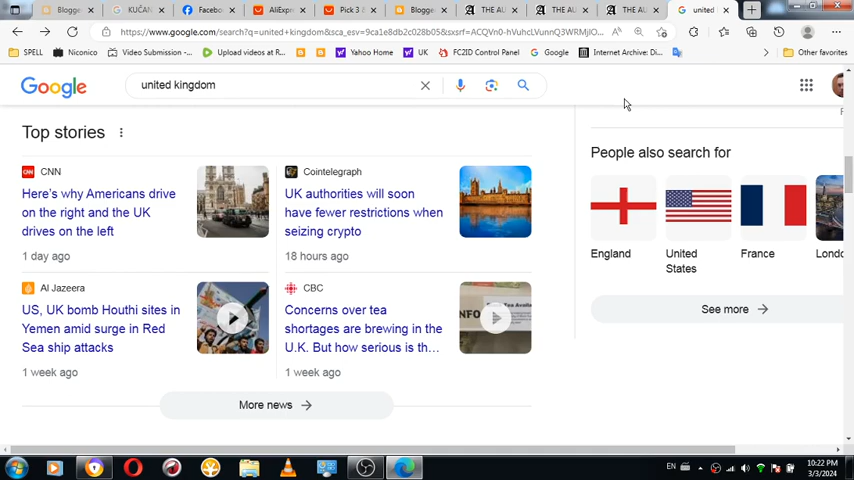 Blogge
KUČAN
Facebo
AliExpr
Pick 3
Blogge
THE AU
THE AU
THE AU
united
https://www.google.com/search?q=united+kingdom&sca_esv=9ca1e8db2c028b05&sxsrf=ACQVn0-hVuhcLVunnQ3WRMjlO...
SPELL
Niconico
Video Submission -...
Upload videos at R...
Yahoo Home
UK
FC2ID Control Panel
Google
Internet Archive: Di...
Other favorites
Google
united kingdom
Top stories
CNN
Here's why Americans drive
on the right and the UK
drives on the left
1 day ago
Cointelegraph
UK authorities will soon
have fewer restrictions when
seizing crypto
18 hours ago
Al Jazeera
US, UK bomb Houthi sites in
Yemen amid surge in Red
Sea ship attacks
1 week ago
CBC
Concerns over tea
shortages are brewing in the
U.K. But how serious is th...
1 week ago
More news
People also search for
England
United
States
France
Londo
See more
EN
10:22 PM
3/3/2024